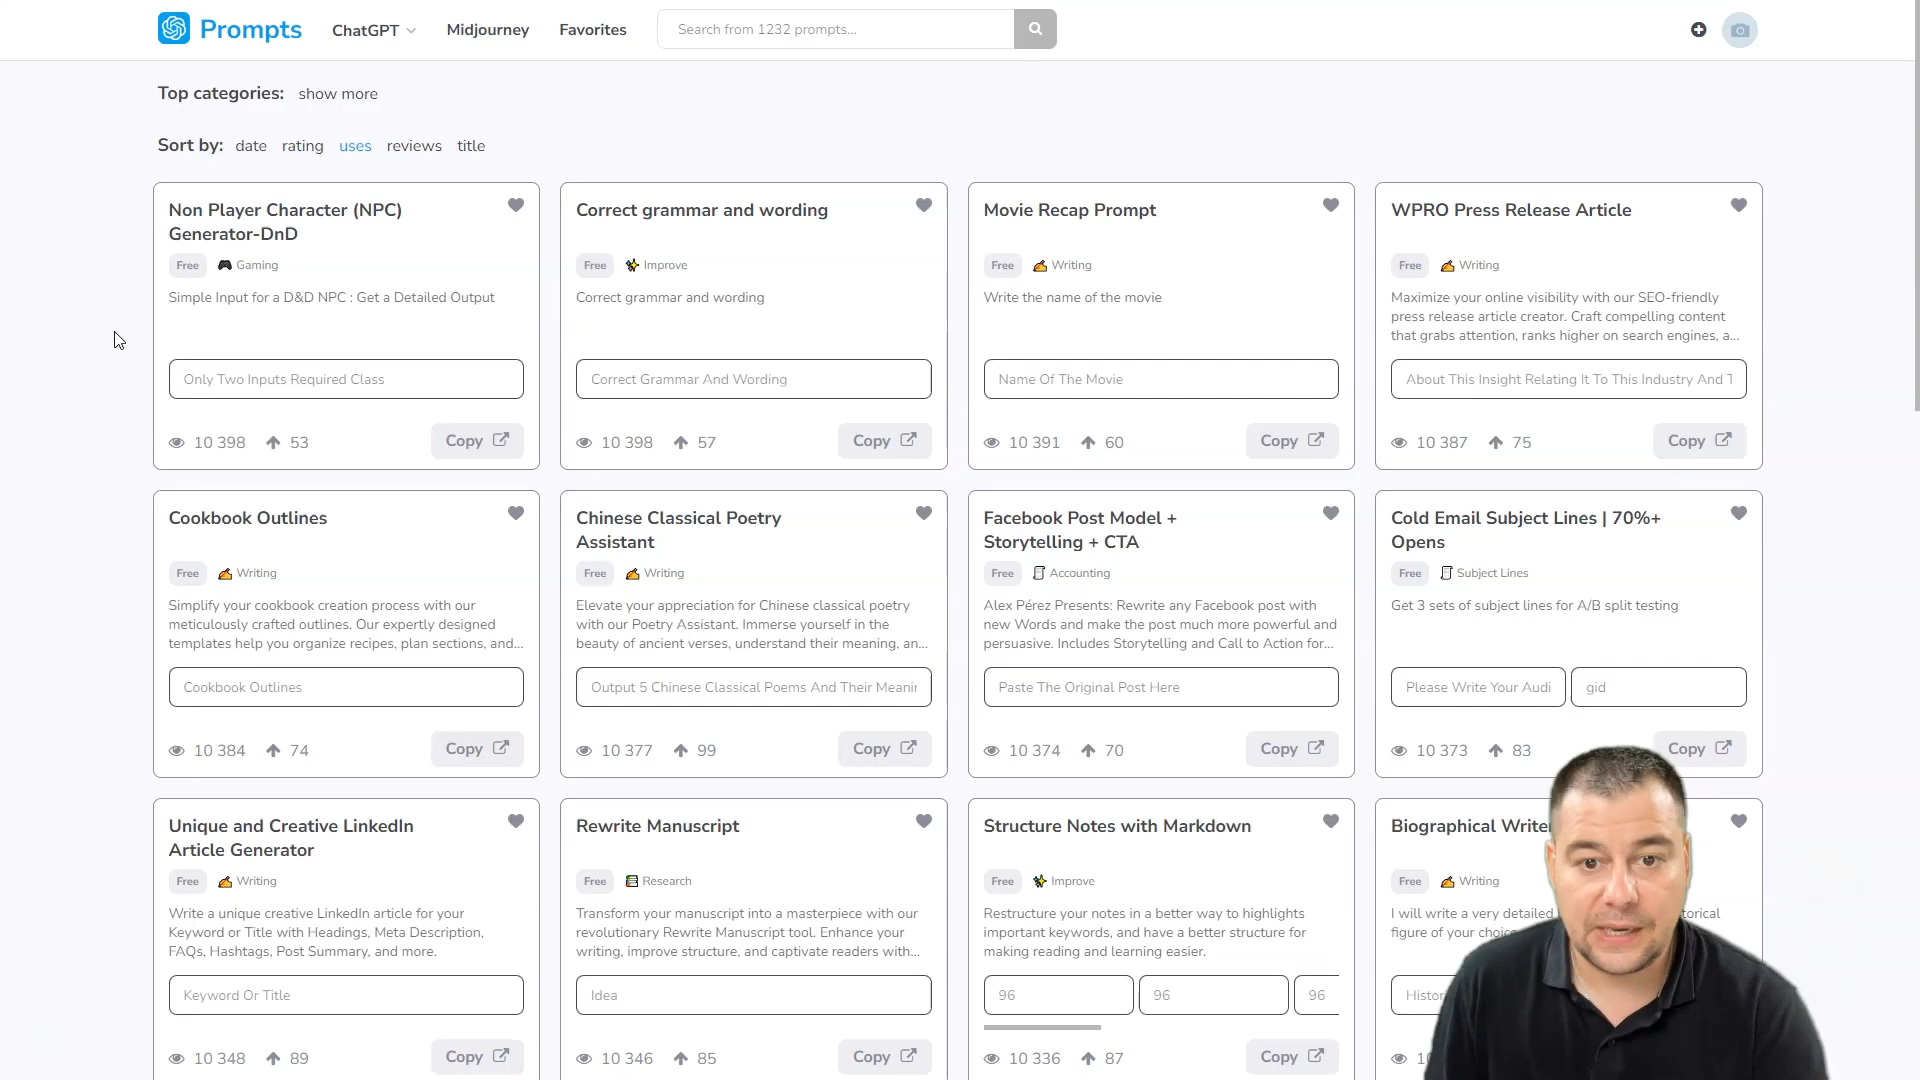 Prompts
ChatGPT
Midjourney
Favorites
Search from 1232 prompts...
Top categories: show more
Sort by: date rating uses reviews title
Non Player Character (NPC)
Generator-DnD
Free Gaming
Simple Input for a D&D NPC : Get a Detailed Output
Only Two Inputs Required Class
10 398 53 Copy
Correct grammar and wording
Free Improve
Correct grammar and wording
Correct Grammar And Wording
10 398 57 Copy
Movie Recap Prompt
Free Writing
Write the name of the movie
Name Of The Movie
10 391 60 Copy
WPRO Press Release Article
Free Writing
Maximize your online visibility with our SEO-friendly
press release article creator. Craft compelling content
that grabs attention, ranks higher on search engines, a...
About This Insight Relating It To This Industry And T
10 387 75 Copy
Cookbook Outlines
Free Writing
Simplify your cookbook creation process with our
meticulously crafted outlines. Our expertly designed
templates help you organize recipes, plan sections, and...
Cookbook Outlines
10 384 74 Copy
Chinese Classical Poetry
Assistant
Free Writing
Elevate your appreciation for Chinese classical poetry
with our Poetry Assistant. Immerse yourself in the
beauty of ancient verses, understand their meaning, an...
Output 5 Chinese Classical Poems And Their Meanin
10 377 99 Copy
Facebook Post Model +
Storytelling + CTA
Free Accounting
Alex Pérez Presents: Rewrite any Facebook post with
new Words and make the post much more powerful and
persuasive. Includes Storytelling and Call to Action for...
Paste The Original Post Here
10 374 70 Copy
Cold Email Subject Lines | 70%+
Opens
Free Subject Lines
Get 3 sets of subject lines for A/B split testing
Please Write Your Audi gid
10 373 83 Copy
Unique and Creative LinkedIn
Article Generator
Free Writing
Write a unique creative LinkedIn article for your
Keyword or Title with Headings, Meta Description,
FAQs, Hashtags, Post Summary, and more.
Keyword Or Title
10 348 89 Copy
Rewrite Manuscript
Free Research
Transform your manuscript into a masterpiece with our
revolutionary Rewrite Manuscript tool. Enhance your
writing, improve structure, and captivate readers with...
Idea
10 346 85 Copy
Structure Notes with Markdown
Free Improve
Restructure your notes in a better way to highlights
important keywords, and have a better structure for
making reading and learning easier.
96 96 96
10 336 87 Copy
Biographical Writer
Free Writing
I will write a very detailed
figure of your choice